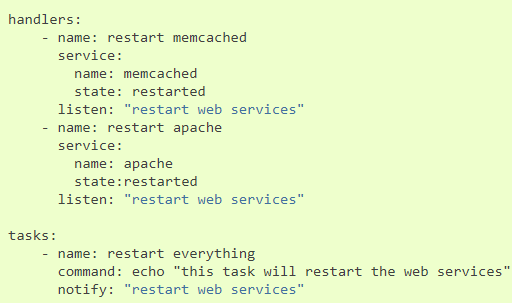 handlers:
    - name: restart memcached
      service:
        name: memcached
        state: restarted
      listen: "restart web services"
    - name: restart apache
      service:
        name: apache
        state:restarted
      listen: "restart web services"

tasks:
    - name: restart everything
      command: echo "this task will restart the web services"
      notify: "restart web services"